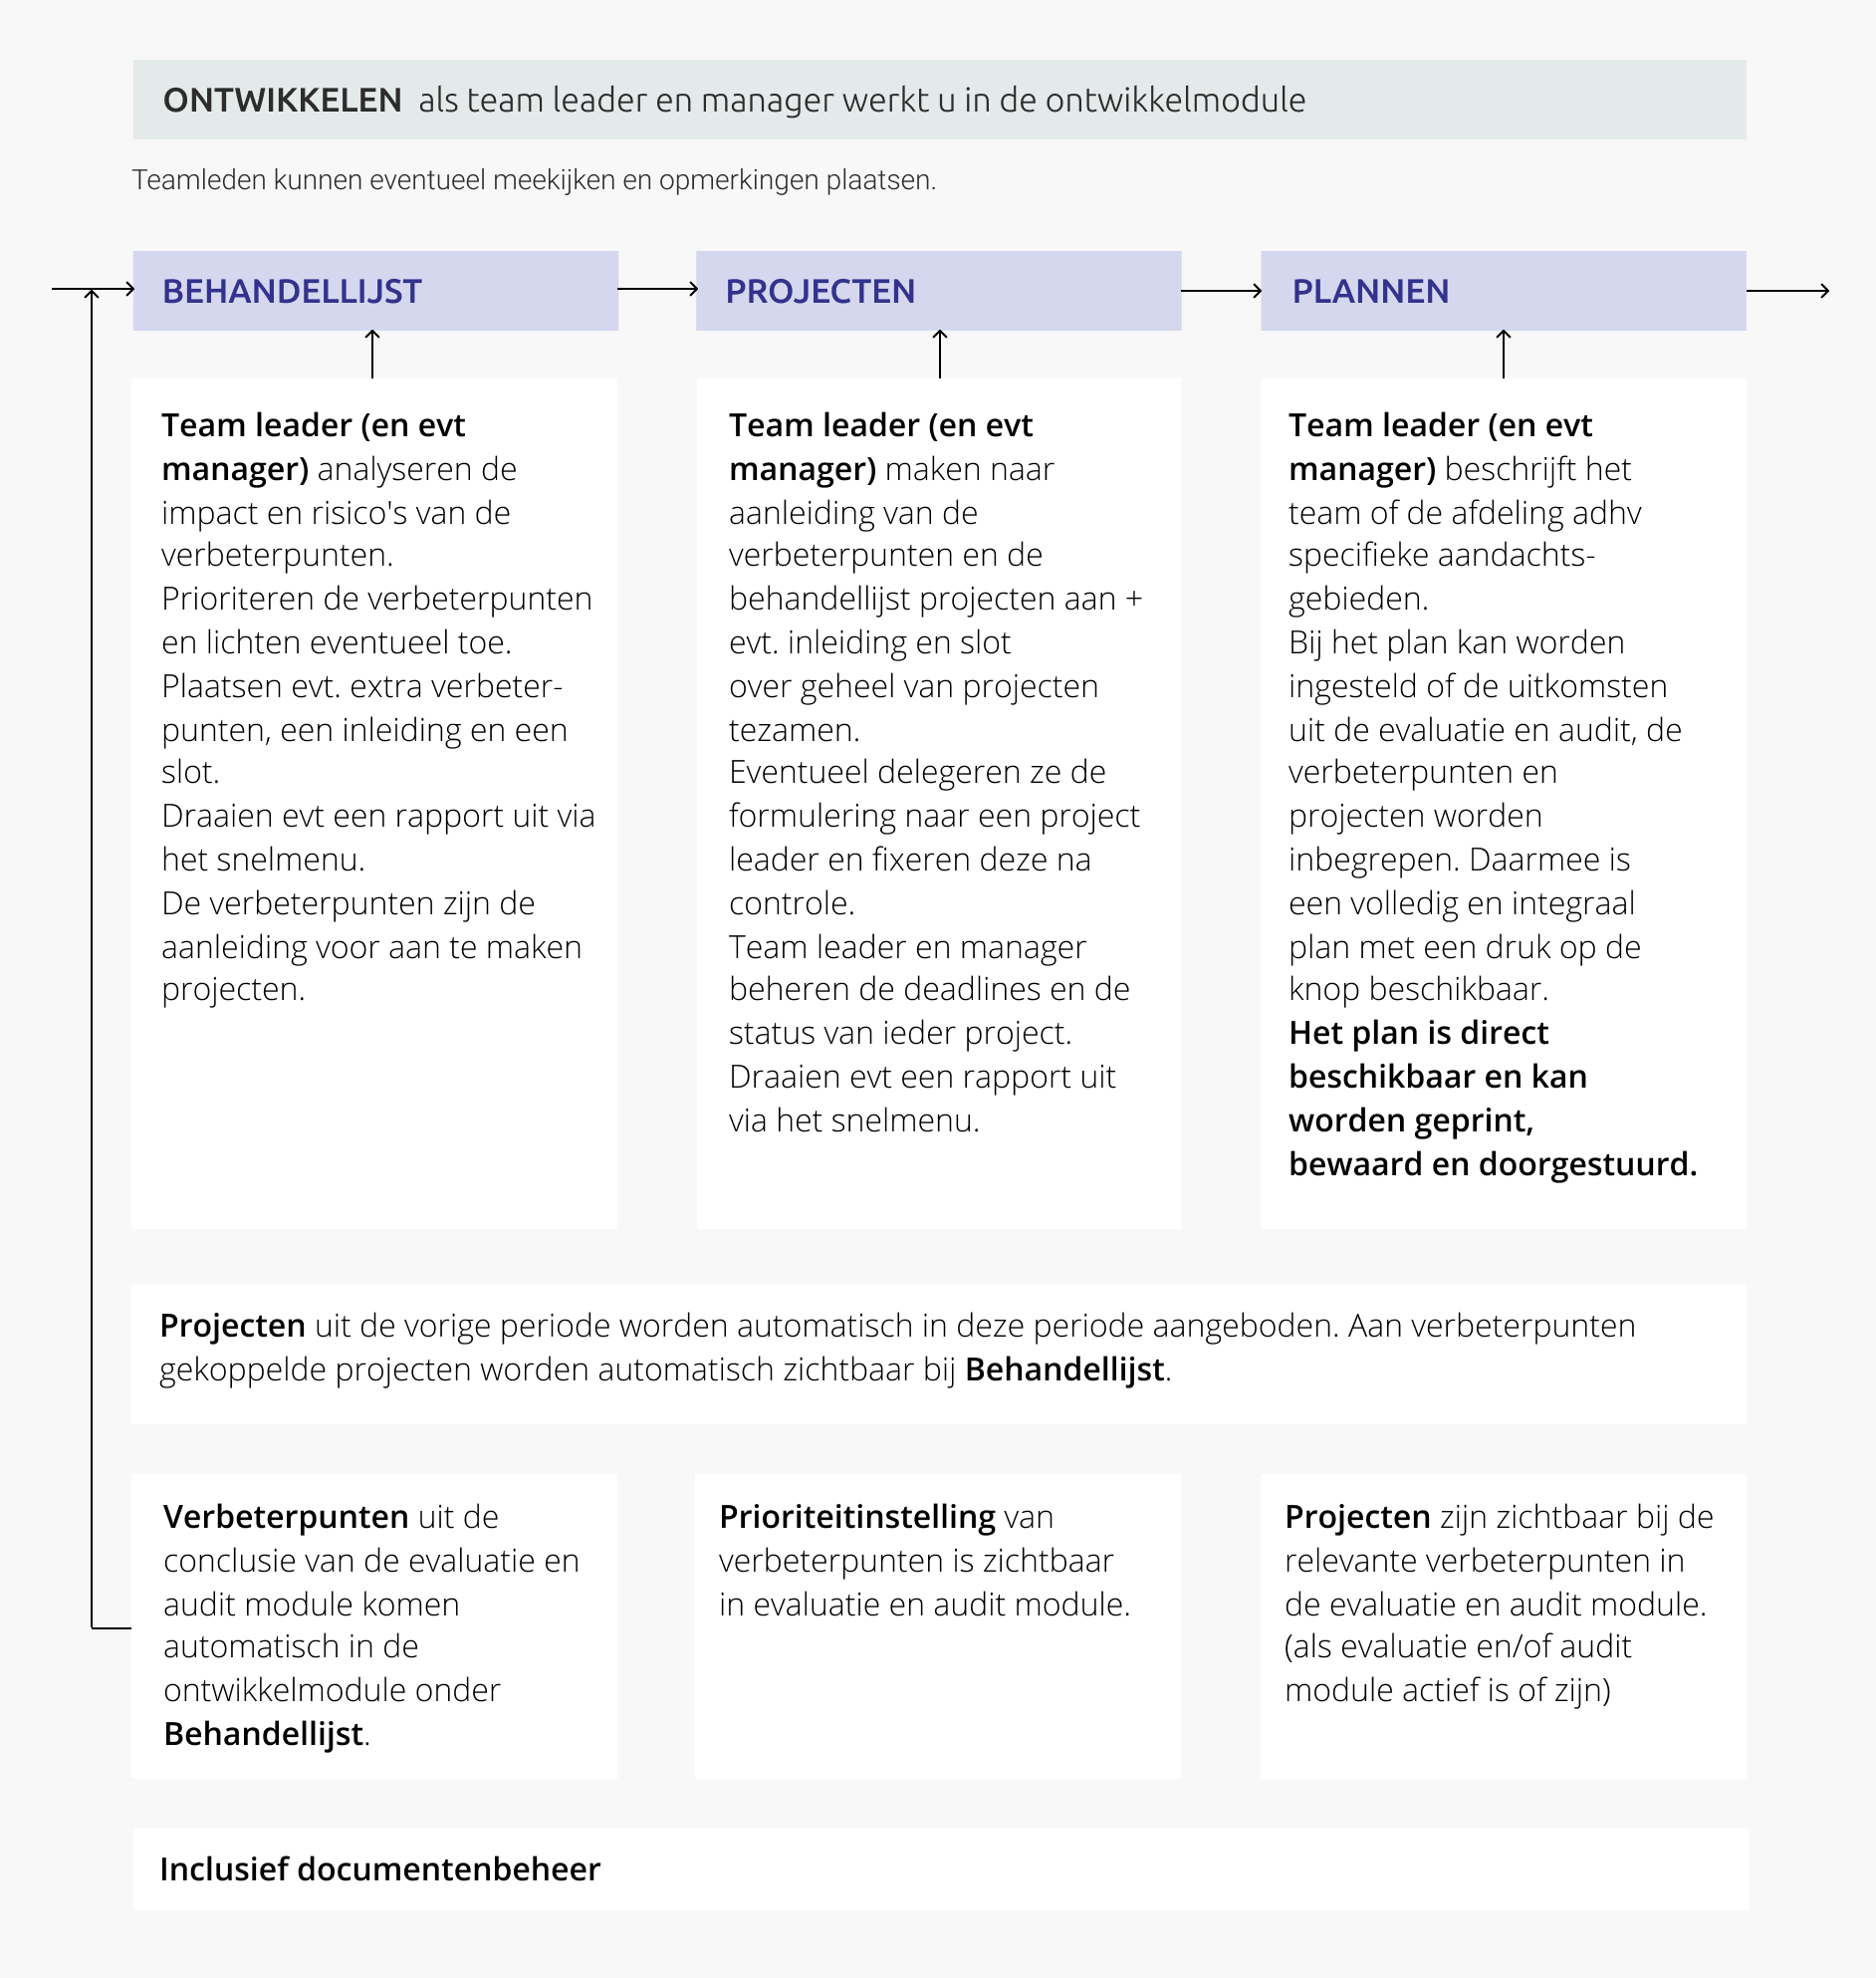 ONTWIKKELEN als team leader en manager werkt u in de ontwikkelmodule
Teamleden kunnen eventueel meekijken en opmerkingen plaatsen.
BEHANDELLIJST
PROJECTEN
PLANNEN
Team leader (en evt
manager) analyseren de
impact en risico's van de
verbeterpunten.
Prioriteren de verbeterpunten
en lichten eventueel toe.
Plaatsen evt. extra verbeter-
punten, een inleiding en een
slot.
Draaien evt een rapport uit via
het snelmenu.
De verbeterpunten zijn de
aanleiding voor aan te maken
projecten.
Team leader (en evt
manager) maken naar
aanleiding van de
verbeterpunten en de
behandellijst projecten aan +
evt. inleiding en slot
over geheel van projecten
tezamen.
Eventueel delegeren ze de
formulering naar een project
leader en fixeren deze na
controle.
Team leader en manager
beheren de deadlines en de
status van ieder project.
Draaien evt een rapport uit
via het snelmenu.
Team leader (en evt
manager) beschrijft het
team of de afdeling adhv
specifieke aandachts-
gebieden.
Bij het plan kan worden
ingesteld of de uitkomsten
uit de evaluatie en audit, de
verbeterpunten en
projecten worden
inbegrepen. Daarmee is
een volledig en integraal
plan met een druk op de
knop beschikbaar.
Het plan is direct
beschikbaar en kan
worden geprint,
bewaard en doorgestuurd.
Projecten uit de vorige periode worden automatisch in deze periode aangeboden. Aan verbeterpunten
gekoppelde projecten worden automatisch zichtbaar bij Behandellijst.
Verbeterpunten uit de
conclusie van de evaluatie en
audit module komen
automatisch in de
ontwikkelmodule onder
Behandellijst.
Prioriteitinstelling van
verbeterpunten is zichtbaar
in evaluatie en audit module.
Projecten zijn zichtbaar bij de
relevante verbeterpunten in
de evaluatie en audit module.
(als evaluatie en/of audit
module actief is of zijn)
Inclusief documentenbeheer